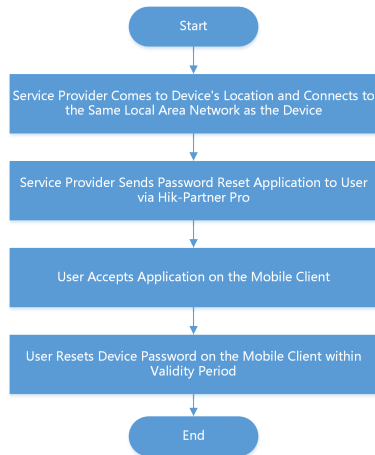 Start
Service Provider Comes to Device's Location and Connects to
the Same Local Area Network as the Device
Service Provider Sends Password Reset Application to User
via Hik-Partner Pro
User Accepts Application on the Mobile Client
User Resets Device Password on the Mobile Client within
Validity Period
End